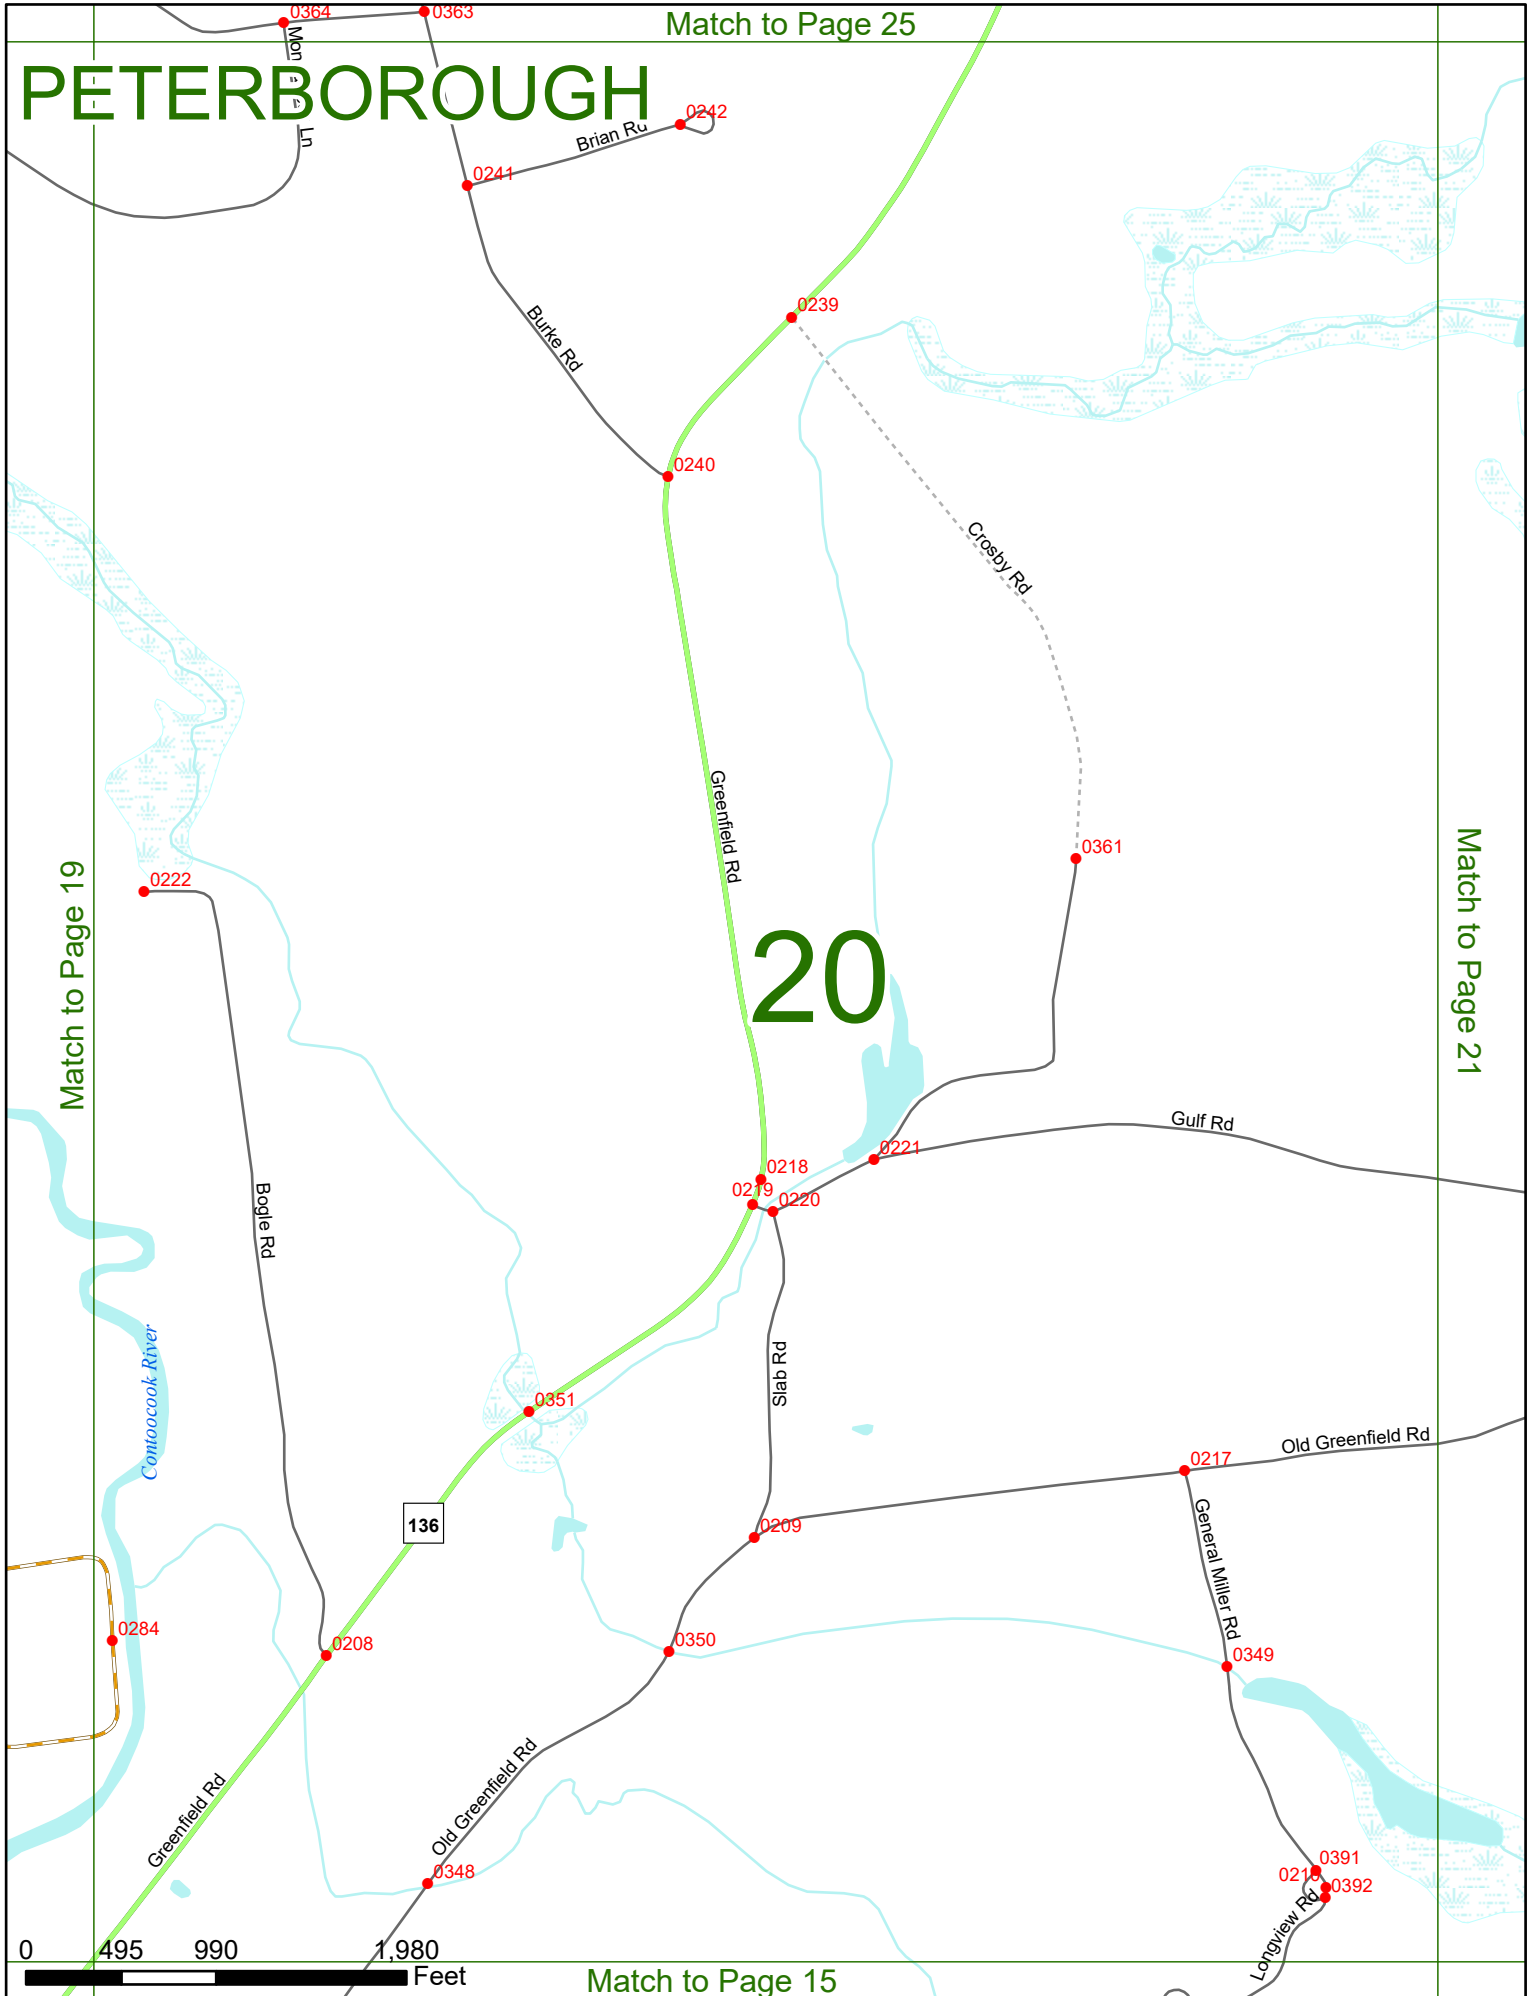 Match to Page 25
PETERBOROUGH
0364
0363
Ln
0242
Brian Rd
0241
0239
Burke Rd
0240
Crosby Rd
Greenfield Rd
0361
0222
20
Match to Page 19
Match to Page 21
Gulf Rd
0221
0218
0219
0220
Bogle Rd
Contoocook River
Slab Rd
0351
Old Greenfield Rd
0217
136
0209
General Miller Rd
0284
0208
0350
0349
Greenfield Rd
Old Greenfield Rd
0348
0391
0392
Longview Rd
0 495 990 1,980
Feet
Match to Page 15